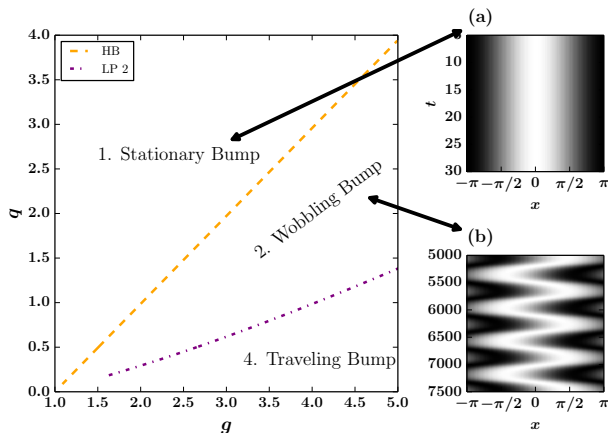 (a)
HB
LP 2
1. Stationary Bump
2. Wobbling Bump
4. Traveling Bump
4.0
3.5
3.0
2.5
2.0
1.5
1.0
0.5
0.0
q
1.0 1.5 2.0 2.5 3.0 3.5 4.0 4.5 5.0
g
5
10
15
20
25
30
t
−π −π/2 0 π/2 π
x
(b)
5000
5500
6000
6500
7000
7500
−π −π/2 0 π/2 π
x